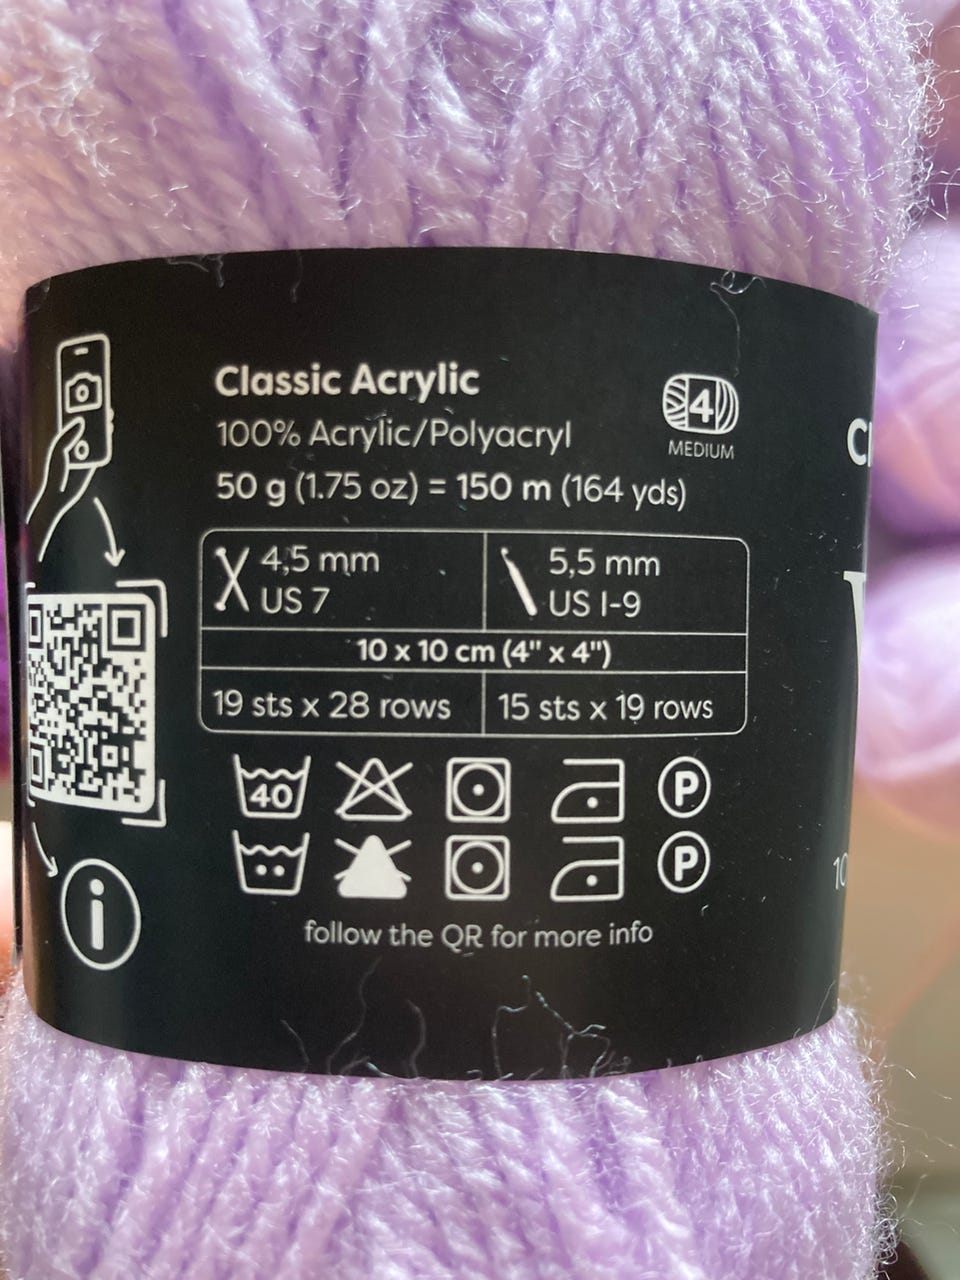 Classic Acrylic
100% Acrylic/Polyacryl
50 g (1.75 oz) = 150 m (164 yds)
4
MEDIUM
4,5 mm
US 7
5,5 mm
US I-9
10 x 10 cm (4" x 4")
19 sts x 28 rows
15 sts x 19 rows
40
P
P
follow the QR for more info
i